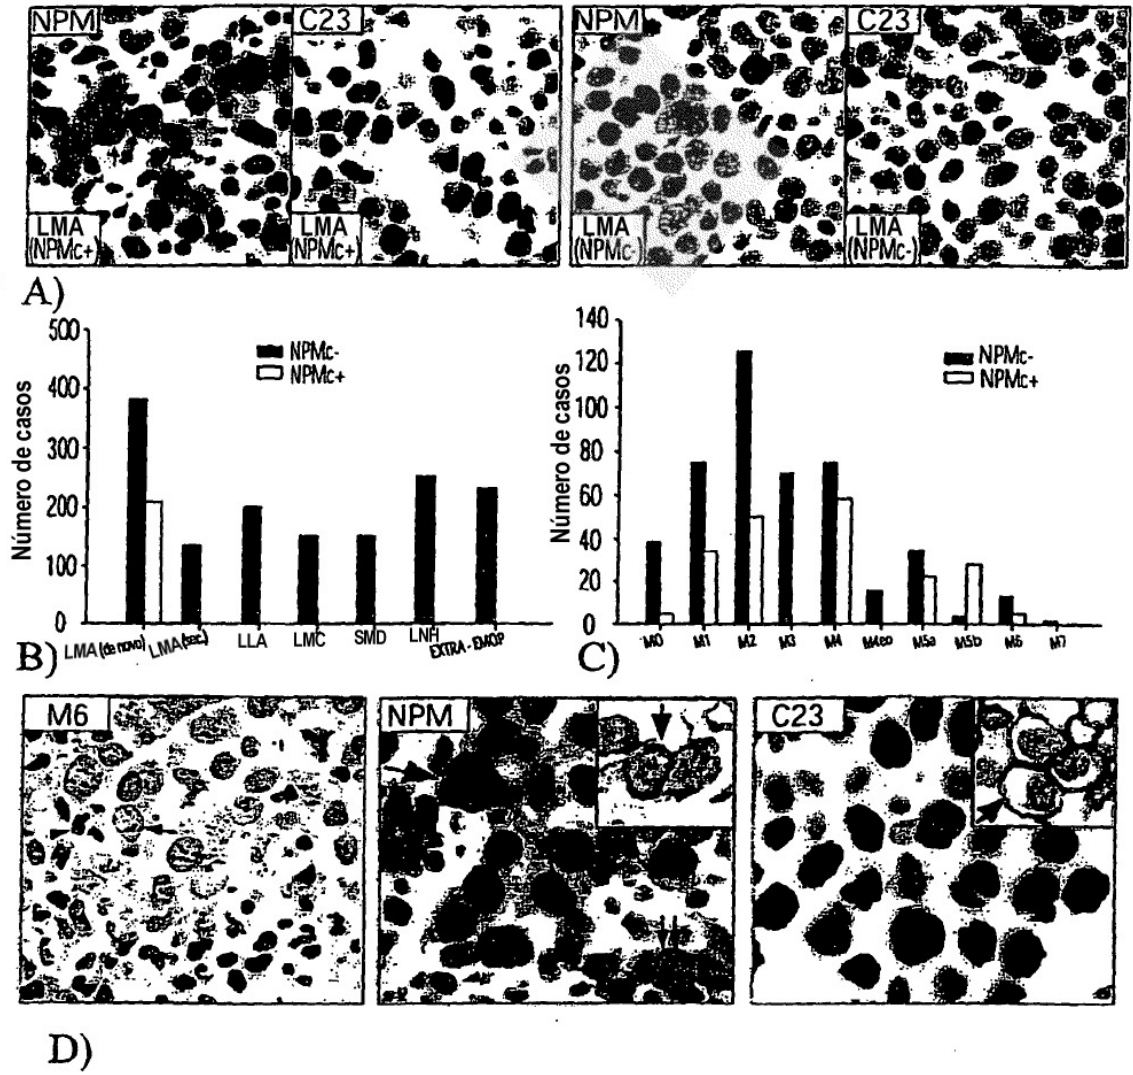 NPM
C23
NPM
C23
LMA
(NPMc+)
LMA
(NPMc+)
LMA
(NPMc-)
LMA
(NPMc-)
A)
Número de casos
500
400
300
200
100
0
NPMc-
NPMc+
LMA (de novo)
LMA (sec.)
LLA
LMC
SMD
LNH
EXTRA-EMOP
B)
Número de casos
140
120
100
80
60
40
20
0
NPMc-
NPMc+
M0
M1
M2
M3
M4
M4eo
M5a
M5b
M6
M7
C)
M6
NPM
C23
D)